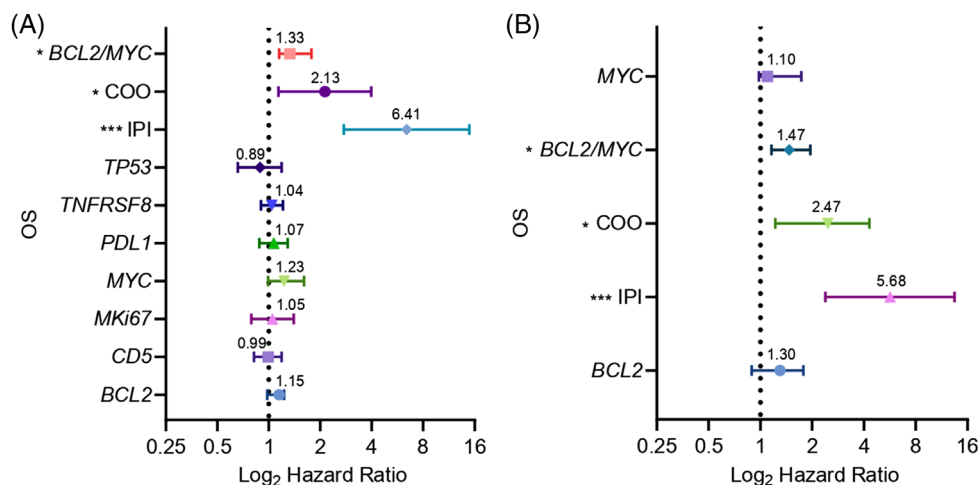 (A)
* BCL2/MYC
1.33
* COO
2.13
*** IPI
6.41
TP53
0.89
TNFRSF8
1.04
PDL1
1.07
MYC
1.23
MKi67
1.05
CD5
0.99
BCL2
1.15
OS
0.25 0.5 1 2 4 8 16
Log₂ Hazard Ratio
(B)
MYC
1.10
* BCL2/MYC
1.47
* COO
2.47
*** IPI
5.68
BCL2
1.30
OS
0.25 0.5 1 2 4 8 16
Log₂ Hazard Ratio